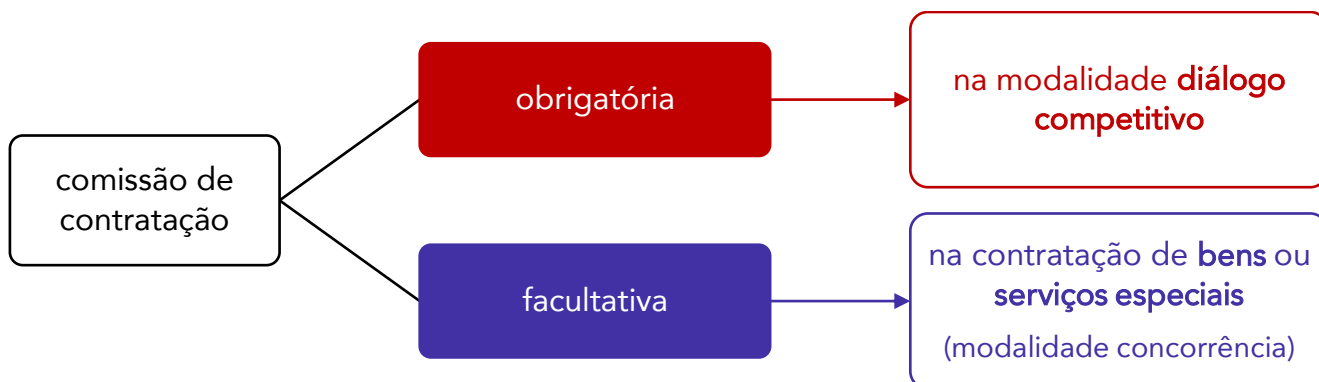 comissão de
contratação
obrigatória
na modalidade diálogo
competitivo
facultativa
na contratação de bens ou
serviços especiais
(modalidade concorrência)